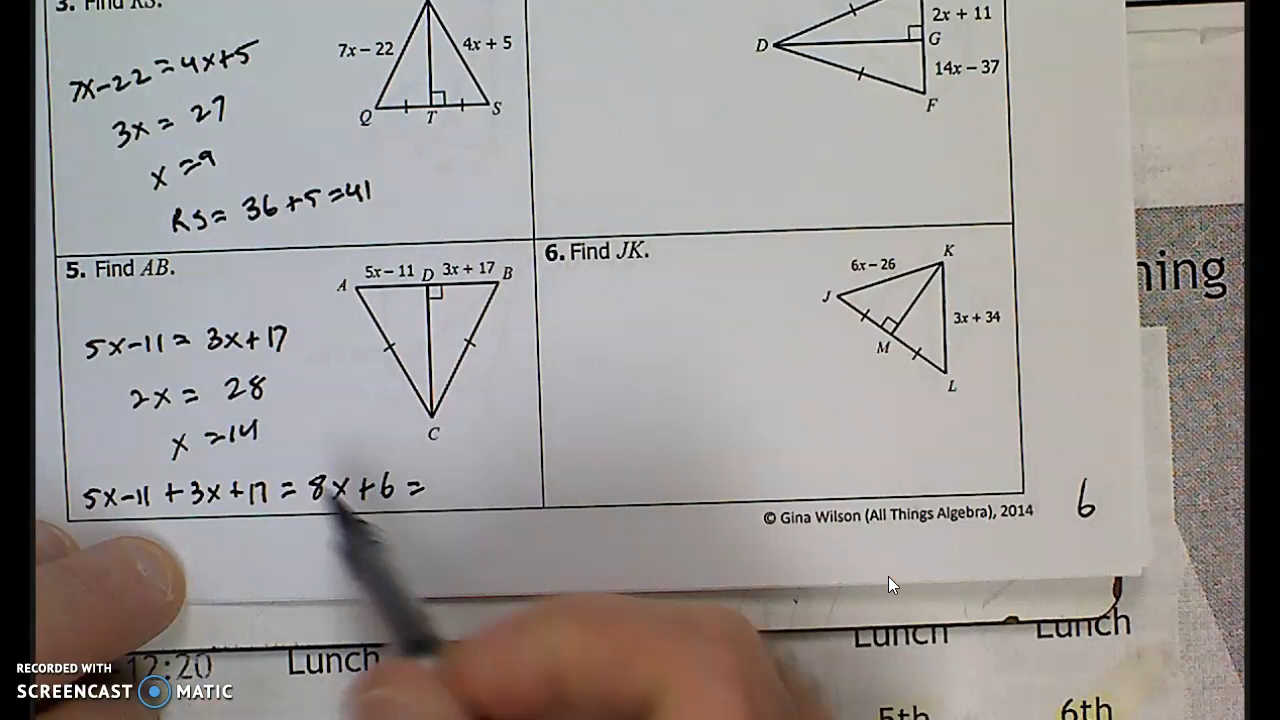 3. Find RS.
7x – 22
4x + 5
Q
T
S
7x-22=4x+5
3x = 27
x =9
RS= 36+5=41
D
2x + 11
G
14x – 37
F
5. Find AB.
A
5x – 11
D
3x + 17
B
C
5x-11= 3x+17
2x = 28
x =14
5x-11 +3x+17 = 8x+6 =
6. Find JK.
K
6x – 26
J
3x + 34
M
L
© Gina Wilson (All Things Algebra), 2014
6
ning
12:20
Lunch
Lunch
Lunch
5th
6th
RECORDED WITH
SCREENCAST MATIC